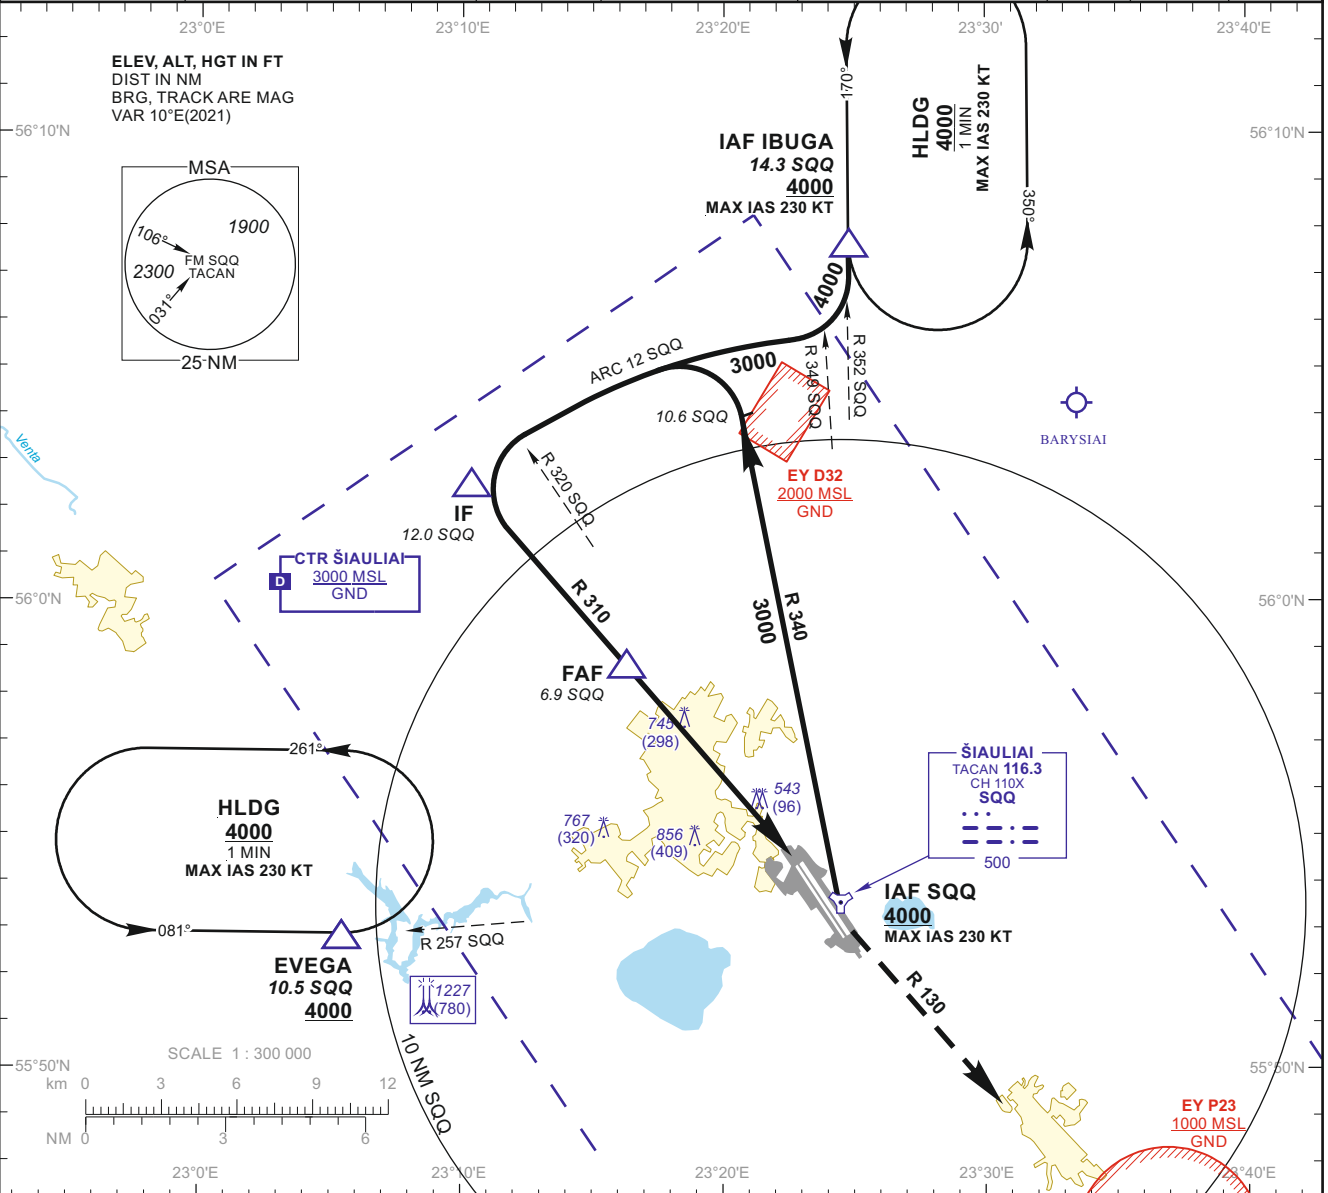 23°0'E
23°10'E
23°20'E
23°30'E
23°40'E
ELEV, ALT, HGT IN FT
DIST IN NM
BRG, TRACK ARE MAG
VAR 10°E(2021)
56°10'N
56°10'N
MSA
106°
1900
FM SQQ
TACAN
2300
031°
25 NM
170°
HLDG
4000
1 MIN
MAX IAS 230 KT
350°
IAF IBUGA
14.3 SQQ
4000
MAX IAS 230 KT
4000
ARC 12 SQQ
3000
R 349 SQQ
R 352 SQQ
10.6 SQQ
BARYSIAI
Venta
EY D32
2000 MSL
GND
R 320 SQQ
IF
12.0 SQQ
CTR ŠIAULIAI
D
3000 MSL
GND
56°0'N
56°0'N
R 310
R 340
3000
FAF
6.9 SQQ
745
(298)
543
(96)
767
(320)
856
(409)
261°
HLDG
4000
1 MIN
MAX IAS 230 KT
081°
ŠIAULIAI
TACAN 116.3
CH 110X
SQQ
500
IAF SQQ
4000
MAX IAS 230 KT
R 257 SQQ
EVEGA
10.5 SQQ
4000
1227
(780)
R 130
10 NM SQQ
SCALE 1 : 300 000
km 0 3 6 9 12
NM 0 3 6
55°50'N
55°50'N
EY P23
1000 MSL
GND
23°0'E
23°10'E
23°20'E
23°30'E
23°40'E